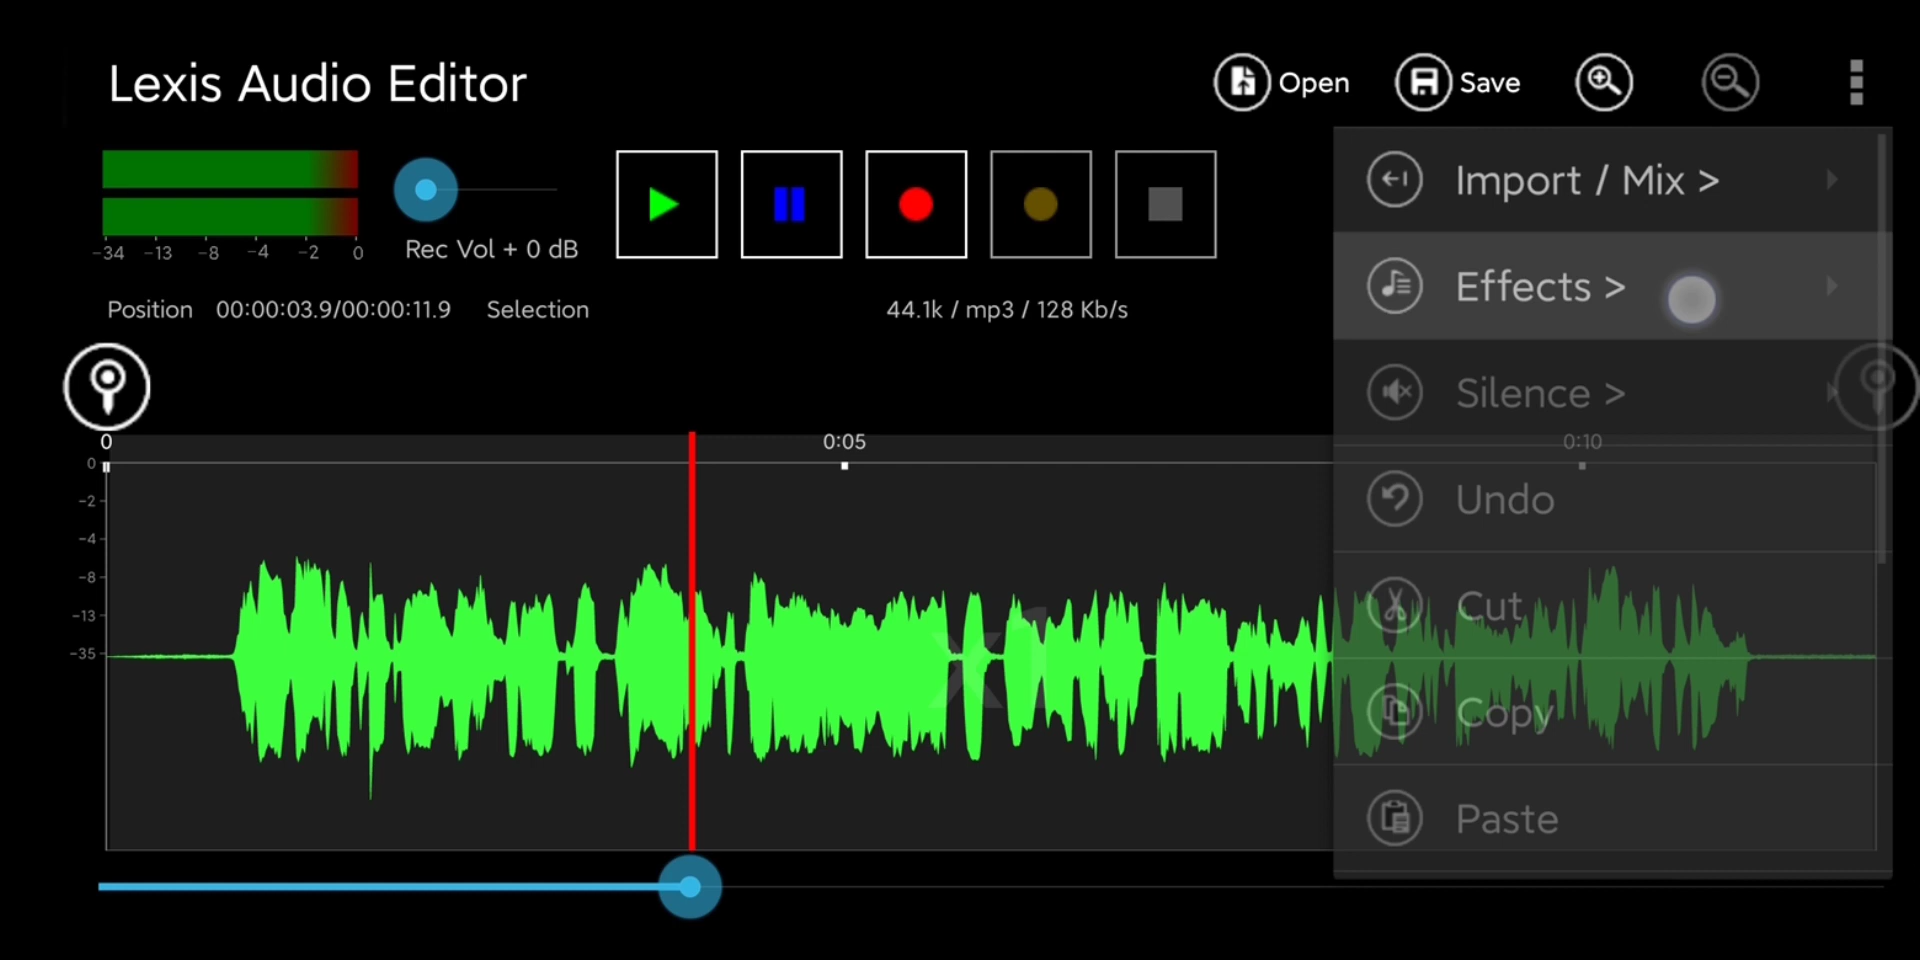 Lexis Audio Editor
Open
Save
-34 -13 -8 -4 -2 0
Rec Vol + 0 dB
Position 00:00:03.9/00:00:11.9 Selection
44.1k / mp3 / 128 Kb/s
Import / Mix >
Effects >
Silence >
Undo
Cut
Copy
Paste
0 0:05 0:10
0
-2
-4
-8
-13
-35
x1